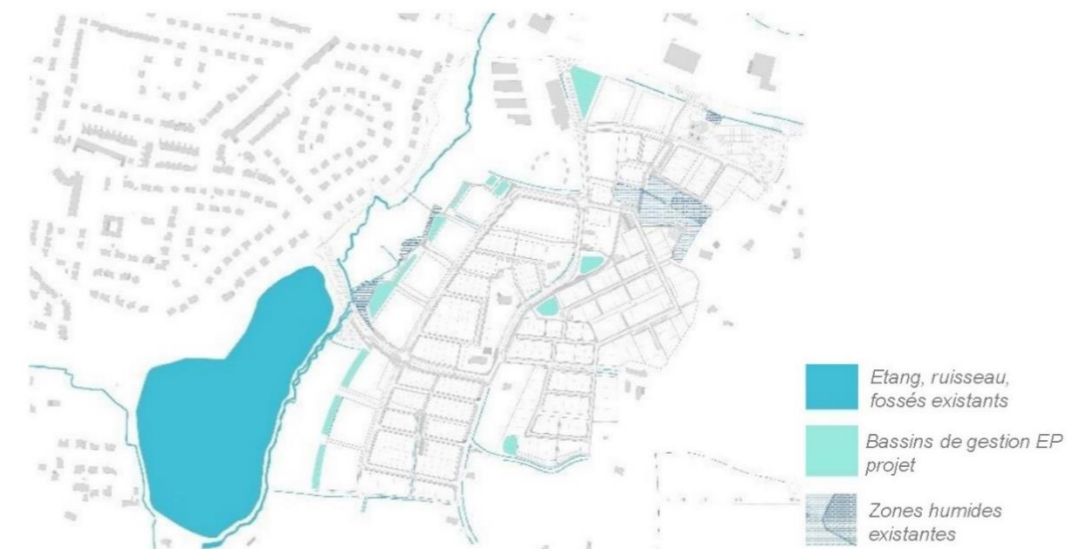 Etang, ruisseau,
fossés existants
Bassins de gestion EP
projet
Zones humides
existantes